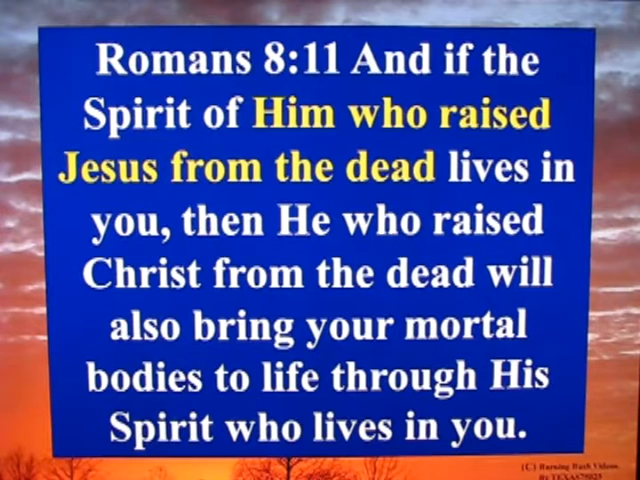 Romans 8:11 And if the
Spirit of Him who raised
Jesus from the dead lives in
you, then He who raised
Christ from the dead will
also bring your mortal
bodies to life through His
Spirit who lives in you.
(C) Burning Bush Videos.
By TEXAS79025